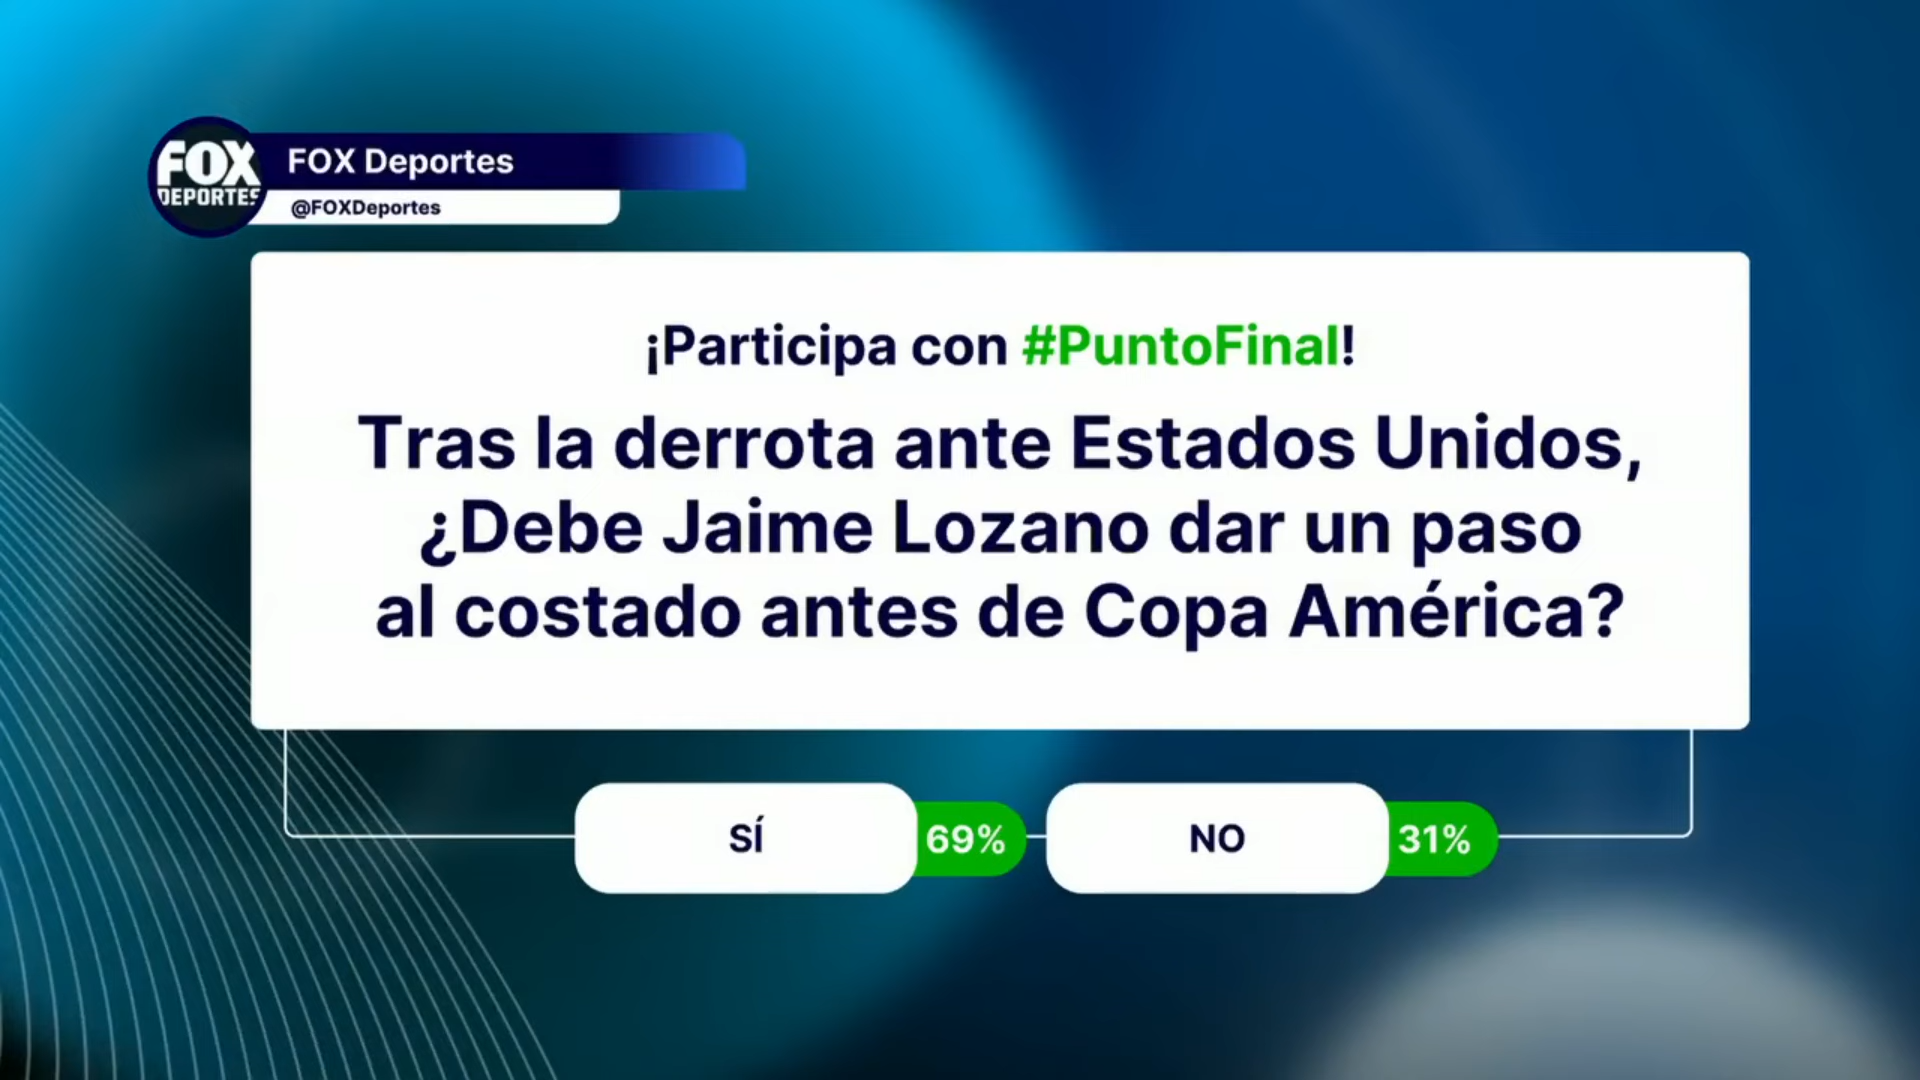 FOX
DEPORTES
FOX Deportes
@FOXDeportes
¡Participa con #PuntoFinal!
Tras la derrota ante Estados Unidos,
¿Debe Jaime Lozano dar un paso
al costado antes de Copa América?
SÍ 69% NO 31%